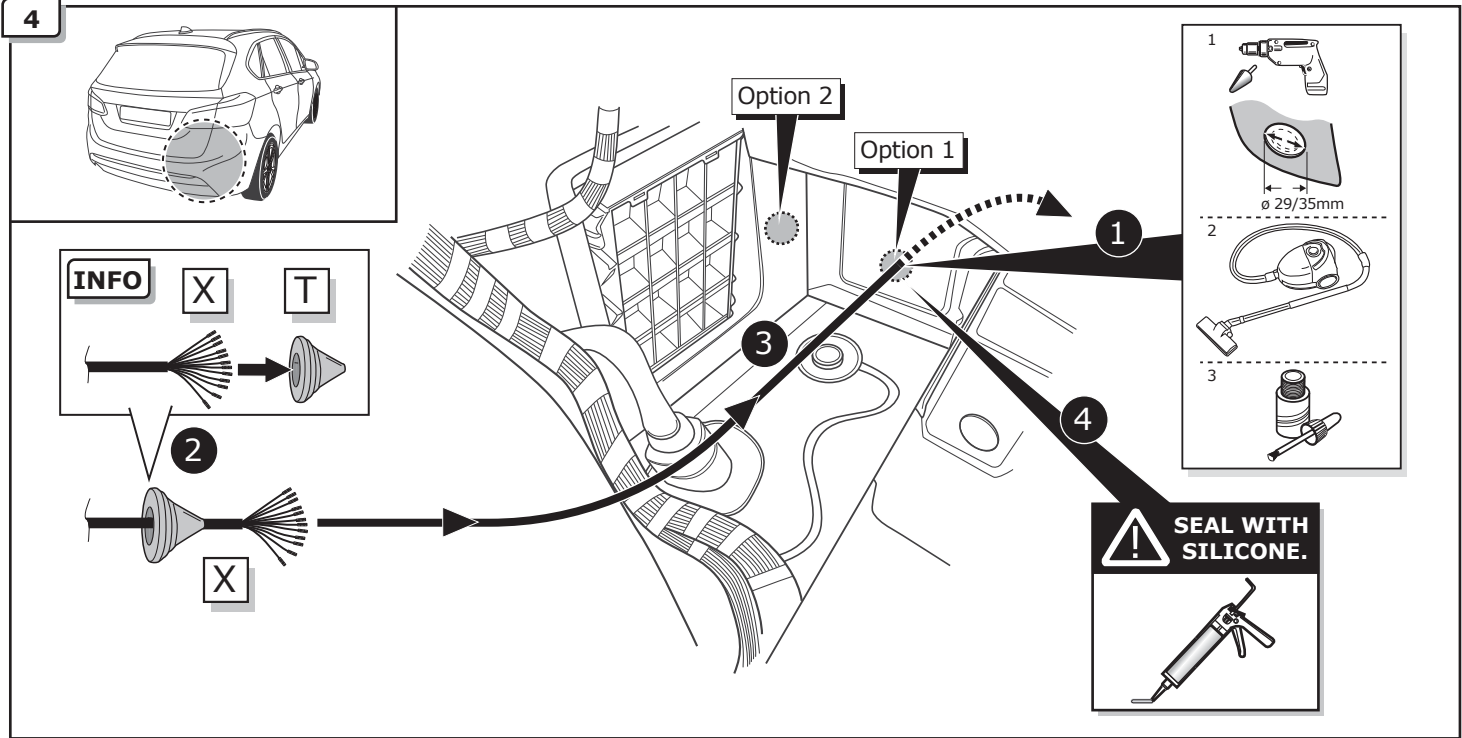 4
Option 2
Option 1
1
ø 29/35mm
2
3
1
INFO
X
T
2
X
3
4
SEAL WITH
SILICONE.